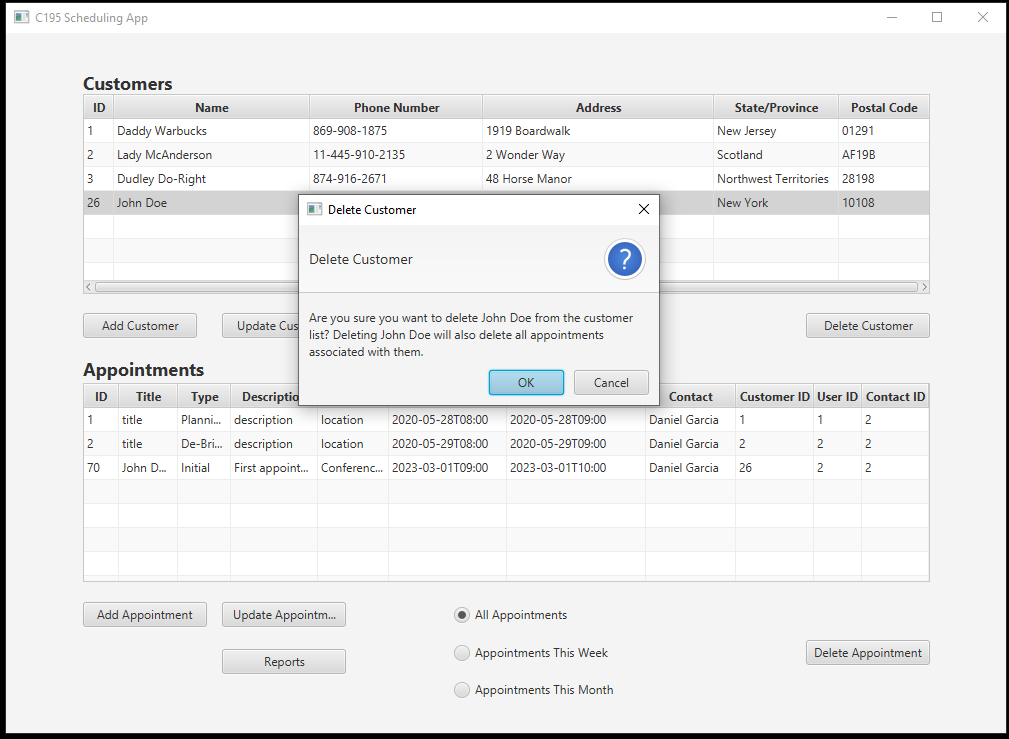 C195 Scheduling App
Customers
ID Name Phone Number Address State/Province Postal Code
1 Daddy Warbucks 869-908-1875 1919 Boardwalk New Jersey 01291
2 Lady McAnderson 11-445-910-2135 2 Wonder Way Scotland AF19B
3 Dudley Do-Right 874-916-2671 48 Horse Manor Northwest Territories 28198
26 John Doe New York 10108
Delete Customer
Delete Customer
?
Are you sure you want to delete John Doe from the customer
list? Deleting John Doe will also delete all appointments
associated with them.
OK Cancel
Add Customer Update Cus Delete Customer
Appointments
ID Title Type Descriptio Contact Customer ID User ID Contact ID
1 title Planni... description location 2020-05-28T08:00 2020-05-28T09:00 Daniel Garcia 1 1 2
2 title De-Bri... description location 2020-05-29T08:00 2020-05-29T09:00 Daniel Garcia 2 2 2
70 John D... Initial First appoint... Conferenc... 2023-03-01T09:00 2023-03-01T10:00 Daniel Garcia 26 2 2
Add Appointment Update Appointm... All Appointments
Appointments This Week Delete Appointment
Reports
Appointments This Month